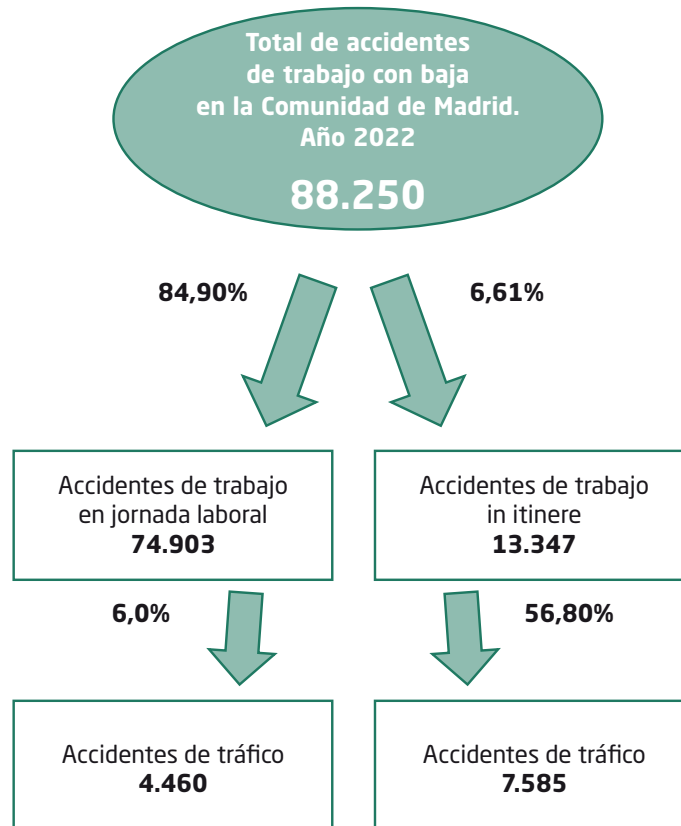 Total de accidentes
de trabajo con baja
en la Comunidad de Madrid.
Año 2022
88.250
84,90%
6,61%
Accidentes de trabajo
en jornada laboral
74.903
Accidentes de trabajo
in itinere
13.347
6,0%
56,80%
Accidentes de tráfico
4.460
Accidentes de tráfico
7.585